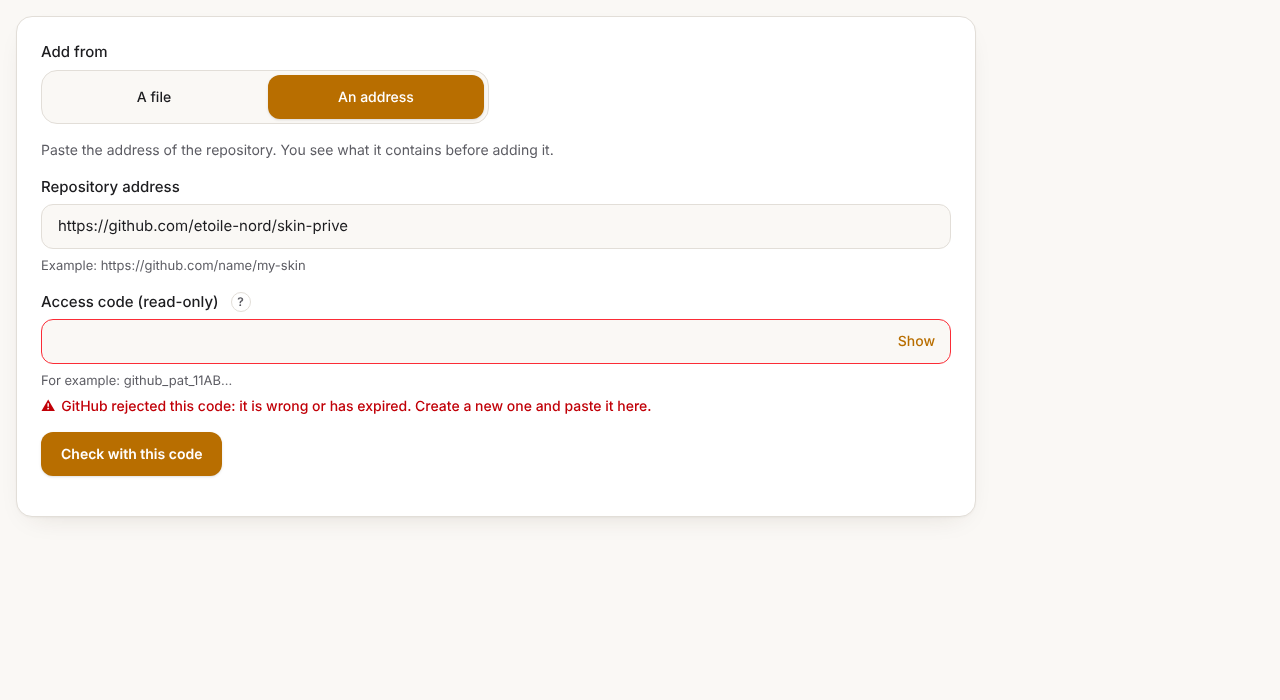 Add from
A file
An address
Paste the address of the repository. You see what it contains before adding it.
Repository address
https://github.com/etoile-nord/skin-prive
Example: https://github.com/name/my-skin
Access code (read-only) ?
Show
For example: github_pat_11AB…
GitHub rejected this code: it is wrong or has expired. Create a new one and paste it here.
Check with this code